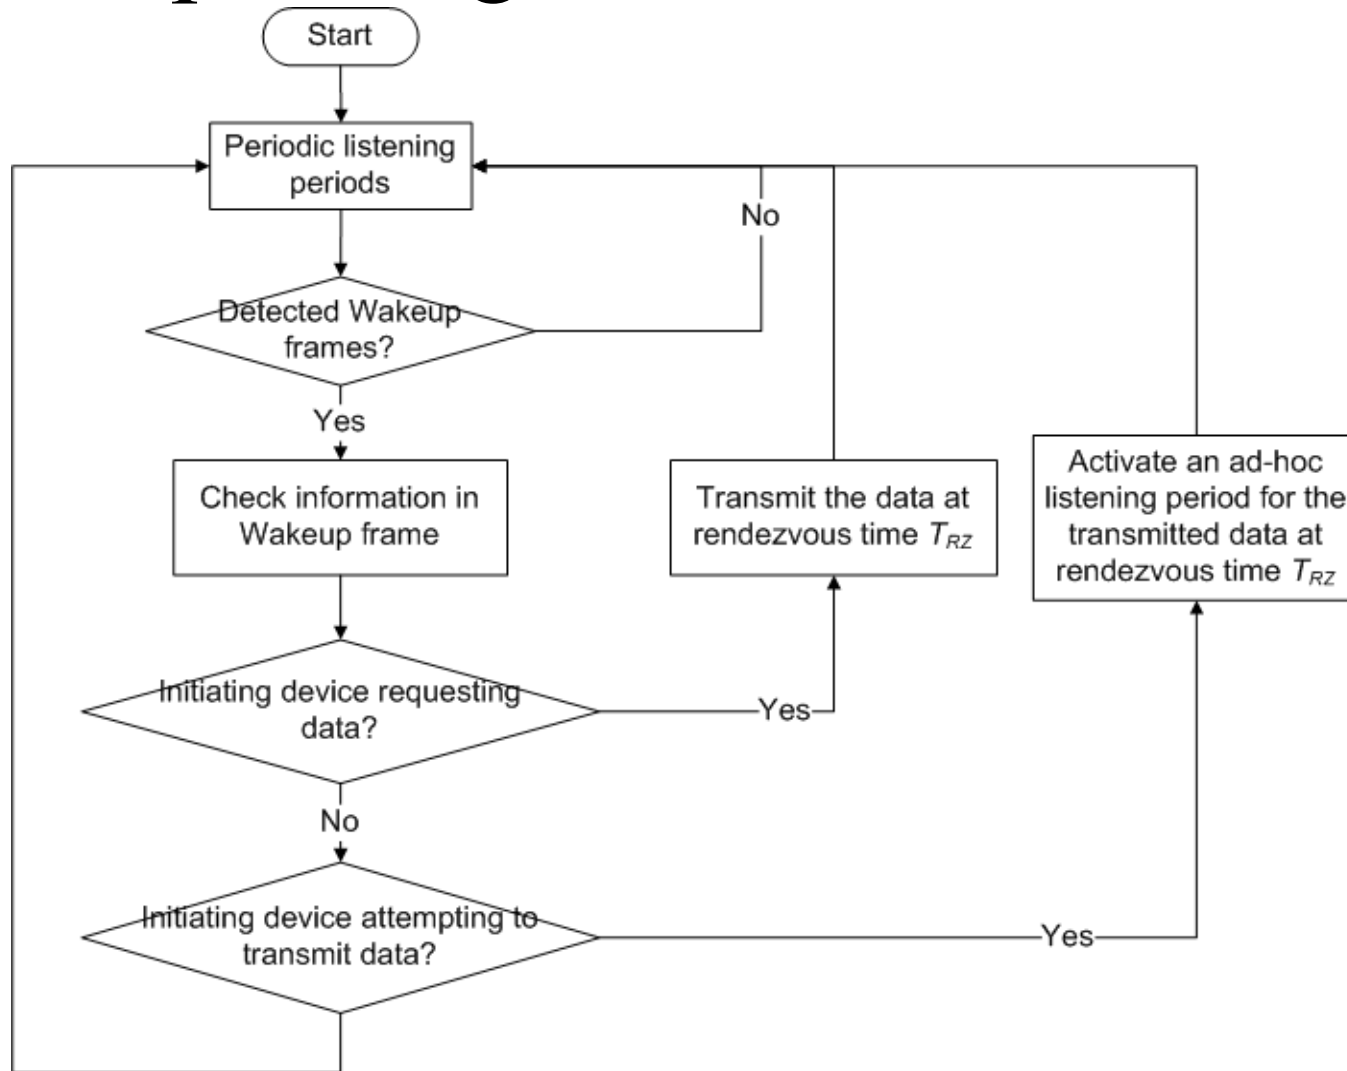 Start
Periodic listening
periods
No
Detected Wakeup
frames?
Yes
Check information in
Wakeup frame
Transmit the data at
rendezvous time T_RZ
Activate an ad-hoc
listening period for the
transmitted data at
rendezvous time T_RZ
Initiating device requesting
data?
Yes
No
Initiating device attempting to
transmit data?
Yes